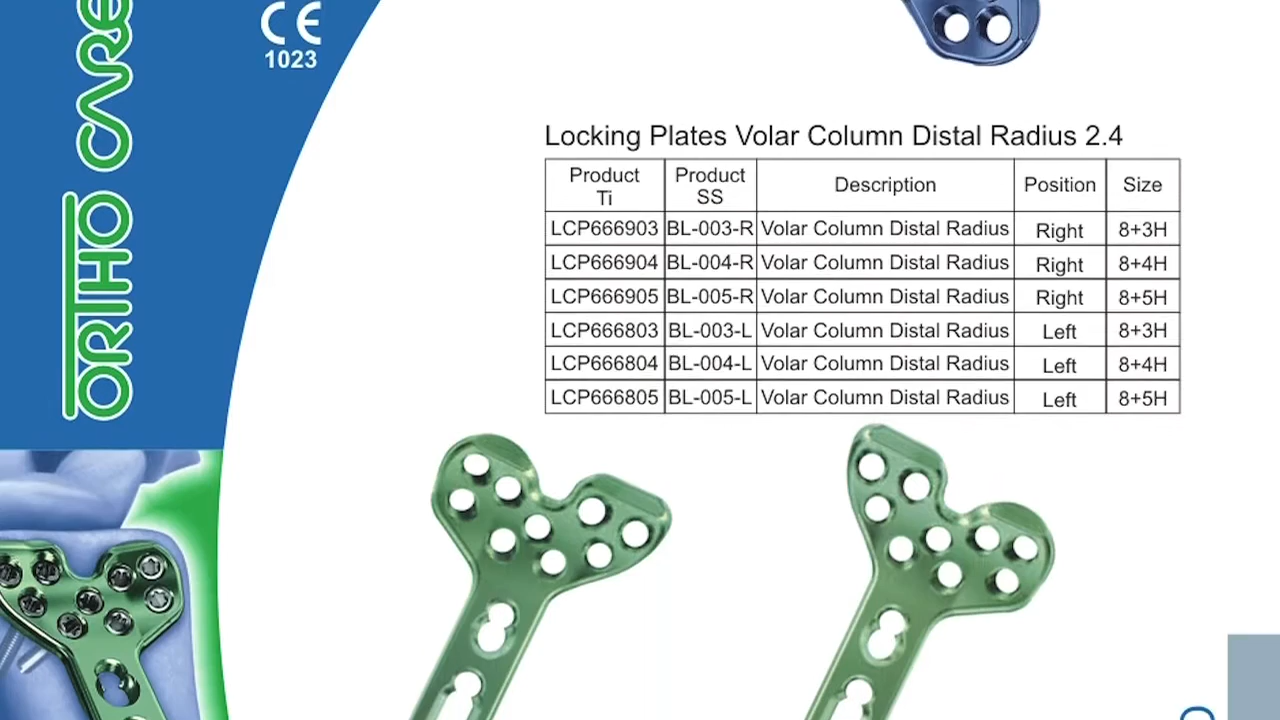 ORTHO CARE
CE
1023
Locking Plates Volar Column Distal Radius 2.4
Product Ti Product SS Description Position Size
LCP666903 BL-003-R Volar Column Distal Radius Right 8+3H
LCP666904 BL-004-R Volar Column Distal Radius Right 8+4H
LCP666905 BL-005-R Volar Column Distal Radius Right 8+5H
LCP666803 BL-003-L Volar Column Distal Radius Left 8+3H
LCP666804 BL-004-L Volar Column Distal Radius Left 8+4H
LCP666805 BL-005-L Volar Column Distal Radius Left 8+5H